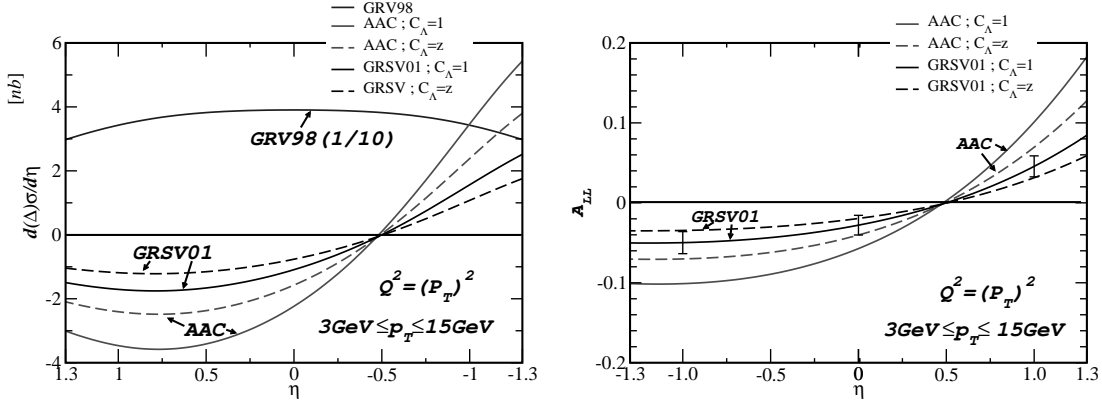 GRV98
AAC ; C_Λ=1
AAC ; C_Λ=z
GRSV01 ; C_Λ=1
GRSV ; C_Λ=z
6
4
2
0
-2
-4
[nb]
d(Δ)σ/dη
GRV98(1/10)
GRSV01
AAC
Q²=(P_T)²
3GeV≤p_T≤15GeV
1.3 1 0.5 0 -0.5 -1 -1.3
η
AAC ; C_Λ=1
AAC ; C_Λ=z
GRSV01 ; C_Λ=1
GRSV01 ; C_Λ=z
0.2
0.1
0
-0.1
-0.2
A_LL
AAC
GRSV01
Q²=(P_T)²
3GeV≤p_T≤ 15GeV
-1.3 -1.0 -0.5 0 0.5 1.0 1.3
η